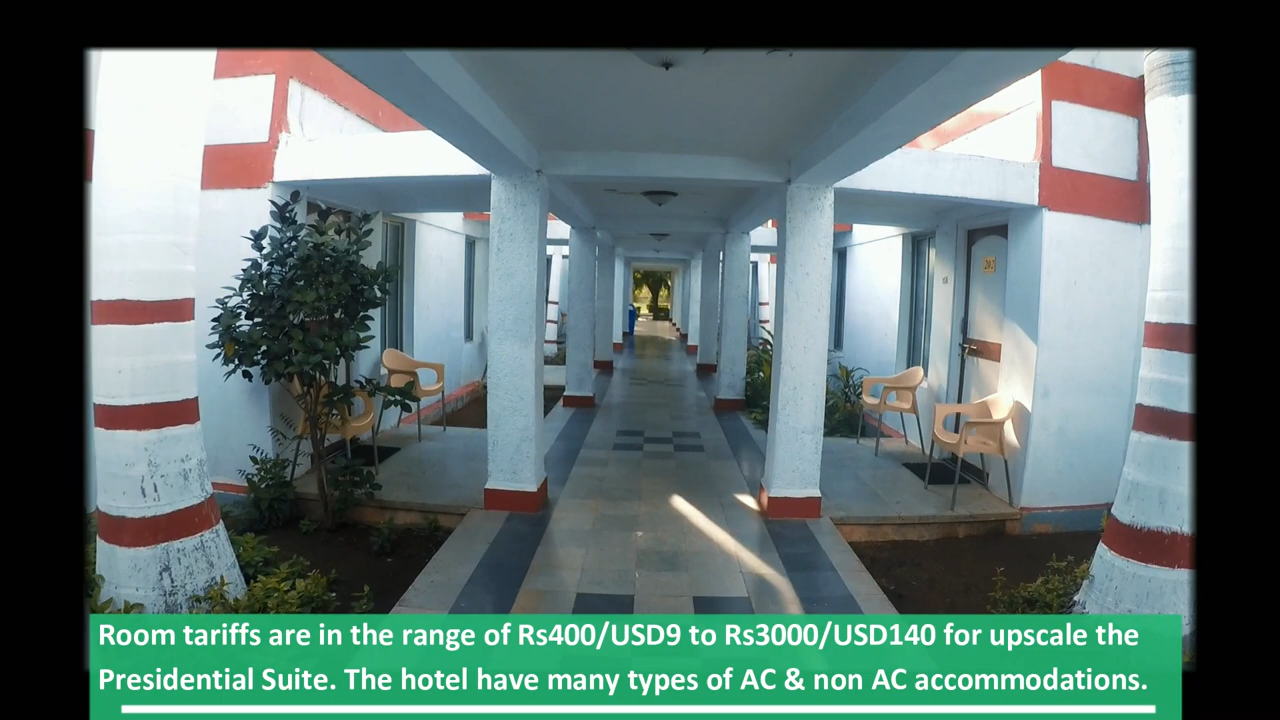 Room tariffs are in the range of Rs400/USD9 to Rs3000/USD140 for upscale the
Presidential Suite. The hotel have many types of AC & non AC accommodations.